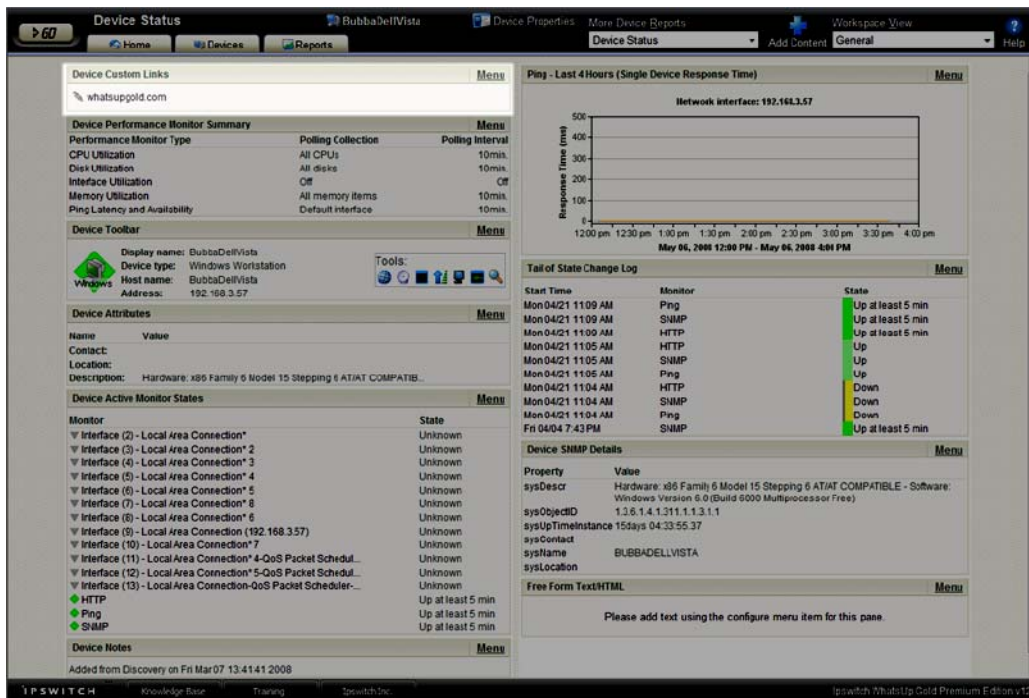 GO
Device Status
BubbaDellVista
Device Properties
More Device Reports
Device Status
Add Content
Workspace View
General
Help
Home
Devices
Reports
Device Custom Links
Menu
whatsupgold.com
Device Performance Monitor Summary
Menu
Performance Monitor Type Polling Collection Polling Interval
CPU Utilization All CPUs 10min.
Disk Utilization All disks 10min.
Interface Utilization Off Off
Memory Utilization All memory items 10min.
Ping Latency and Availability Default interface 10min.
Device Toolbar
Menu
Windows
Display name: BubbaDellVista
Device type: Windows Workstation
Host name: BubbaDellVista
Address: 192.168.3.57
Tools:
Device Attributes
Menu
Name Value
Contact:
Location:
Description: Hardware: x86 Family 6 Model 15 Stepping 6 AT/AT COMPATIB...
Device Active Monitor States
Menu
Monitor State
Interface (2) - Local Area Connection* Unknown
Interface (3) - Local Area Connection* 2 Unknown
Interface (4) - Local Area Connection* 3 Unknown
Interface (5) - Local Area Connection* 4 Unknown
Interface (6) - Local Area Connection* 5 Unknown
Interface (7) - Local Area Connection* 8 Unknown
Interface (8) - Local Area Connection* 6 Unknown
Interface (9) - Local Area Connection (192.168.3.57) Unknown
Interface (10) - Local Area Connection* 7 Unknown
Interface (11) - Local Area Connection* 4-QoS Packet Schedul... Unknown
Interface (12) - Local Area Connection* 5-QoS Packet Schedul... Unknown
Interface (13) - Local Area Connection-QoS Packet Scheduler-... Unknown
HTTP Up at least 5 min
Ping Up at least 5 min
SNMP Up at least 5 min
Device Notes
Menu
Added from Discovery on Fri Mar 07 13:41:41 2008
Ping - Last 4 Hours (Single Device Response Time)
Menu
Network interface: 192.168.3.57
Response Time (ms)
500
400
300
200
100
0
12:00 pm 12:30 pm 1:00 pm 1:30 pm 2:00 pm 2:30 pm 3:00 pm 3:30 pm 4:00 pm
May 06, 2008 12:00 PM - May 06, 2008 4:01 PM
Tail of State Change Log
Menu
Start Time Monitor State
Mon 04/21 11:09 AM Ping Up at least 5 min
Mon 04/21 11:09 AM SNMP Up at least 5 min
Mon 04/21 11:09 AM HTTP Up at least 5 min
Mon 04/21 11:05 AM HTTP Up
Mon 04/21 11:05 AM SNMP Up
Mon 04/21 11:05 AM Ping Up
Mon 04/21 11:04 AM HTTP Down
Mon 04/21 11:04 AM SNMP Down
Mon 04/21 11:04 AM Ping Down
Fri 04/04 7:43 PM SNMP Up at least 5 min
Device SNMP Details
Menu
Property Value
sysDescr Hardware: x86 Family 6 Model 15 Stepping 6 AT/AT COMPATIBLE - Software:
Windows Version 6.0 (Build 6000 Multiprocessor Free)
sysObjectID 1.3.6.1.4.1.311.1.1.3.1.1
sysUpTimeInstance 15days 04:33:55.37
sysContact
sysName BUBBADELLVISTA
sysLocation
Free Form Text/HTML
Menu
Please add text using the configure menu item for this pane.
IPSWITCH
Knowledge Base
Training
Ipswitch Inc.
Ipswitch WhatsUp Gold Premium Edition